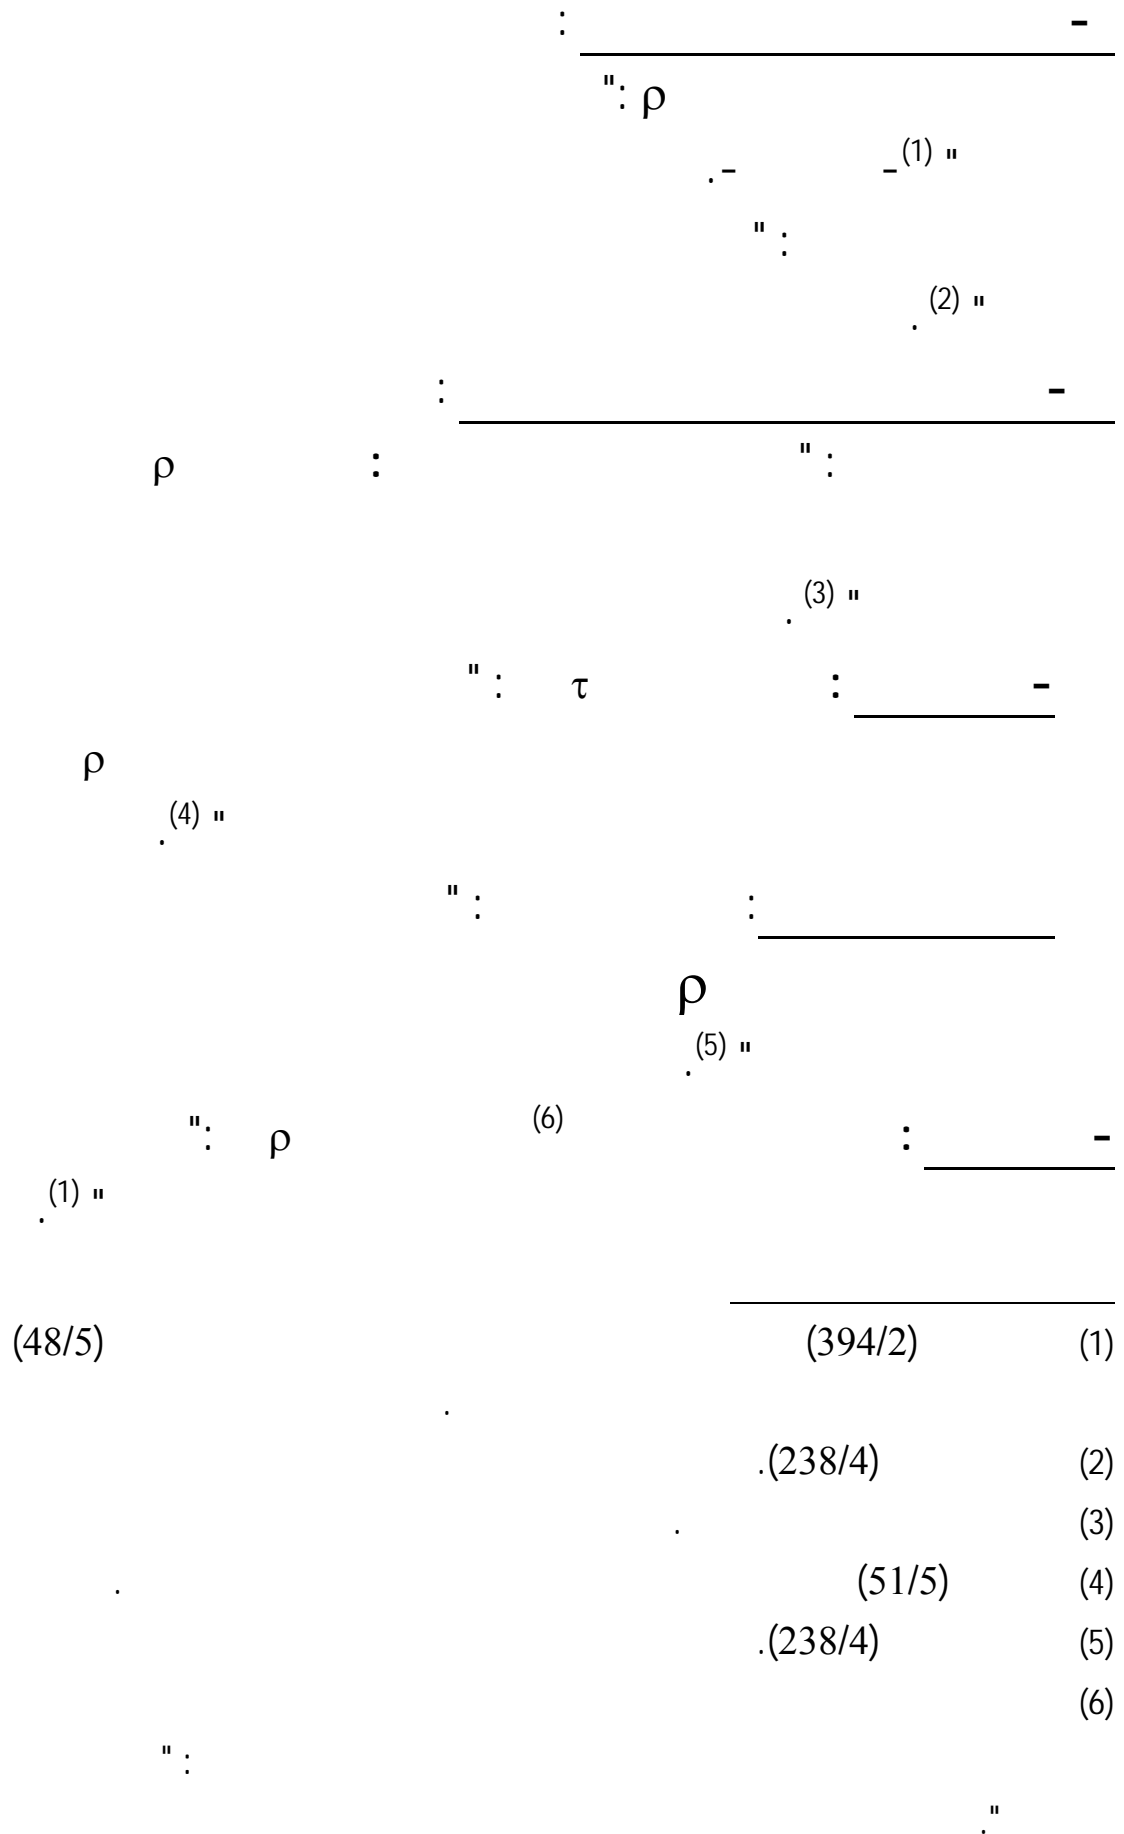 - :
ρ :"
" (1)- -.
: "
" (2).
- :
: " : ρ
" (3).
- : τ : "
ρ
" (4).
: : "
ρ
" (5).
- : (6) ρ :"
" (1).
(1) (394/2) (48/5)
.
(2) (238/4).
(3) .
(4) (51/5) .
(5) (238/4).
(6)
: "
".